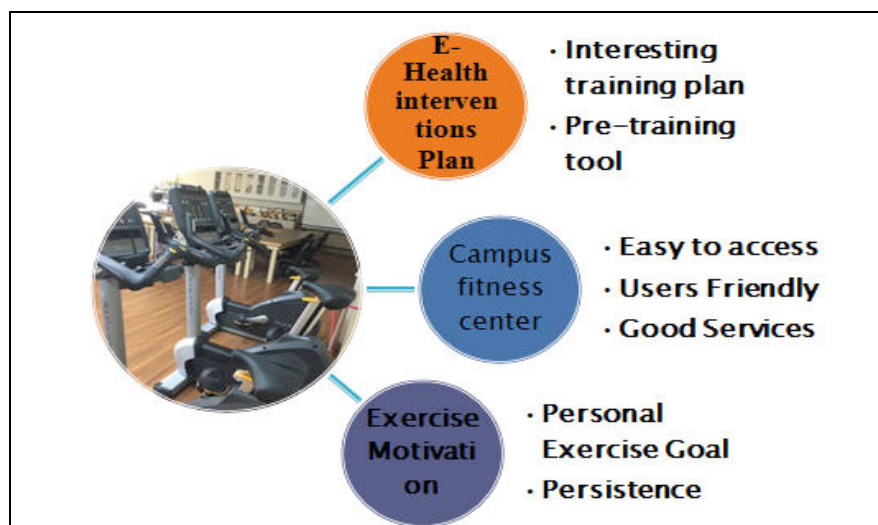 E-
Health
interven
tions
Plan
· Interesting
training plan
· Pre-training
tool
Campus
fitness
center
· Easy to access
· Users Friendly
· Good Services
Exercise
Motivati
on
· Personal
Exercise Goal
· Persistence